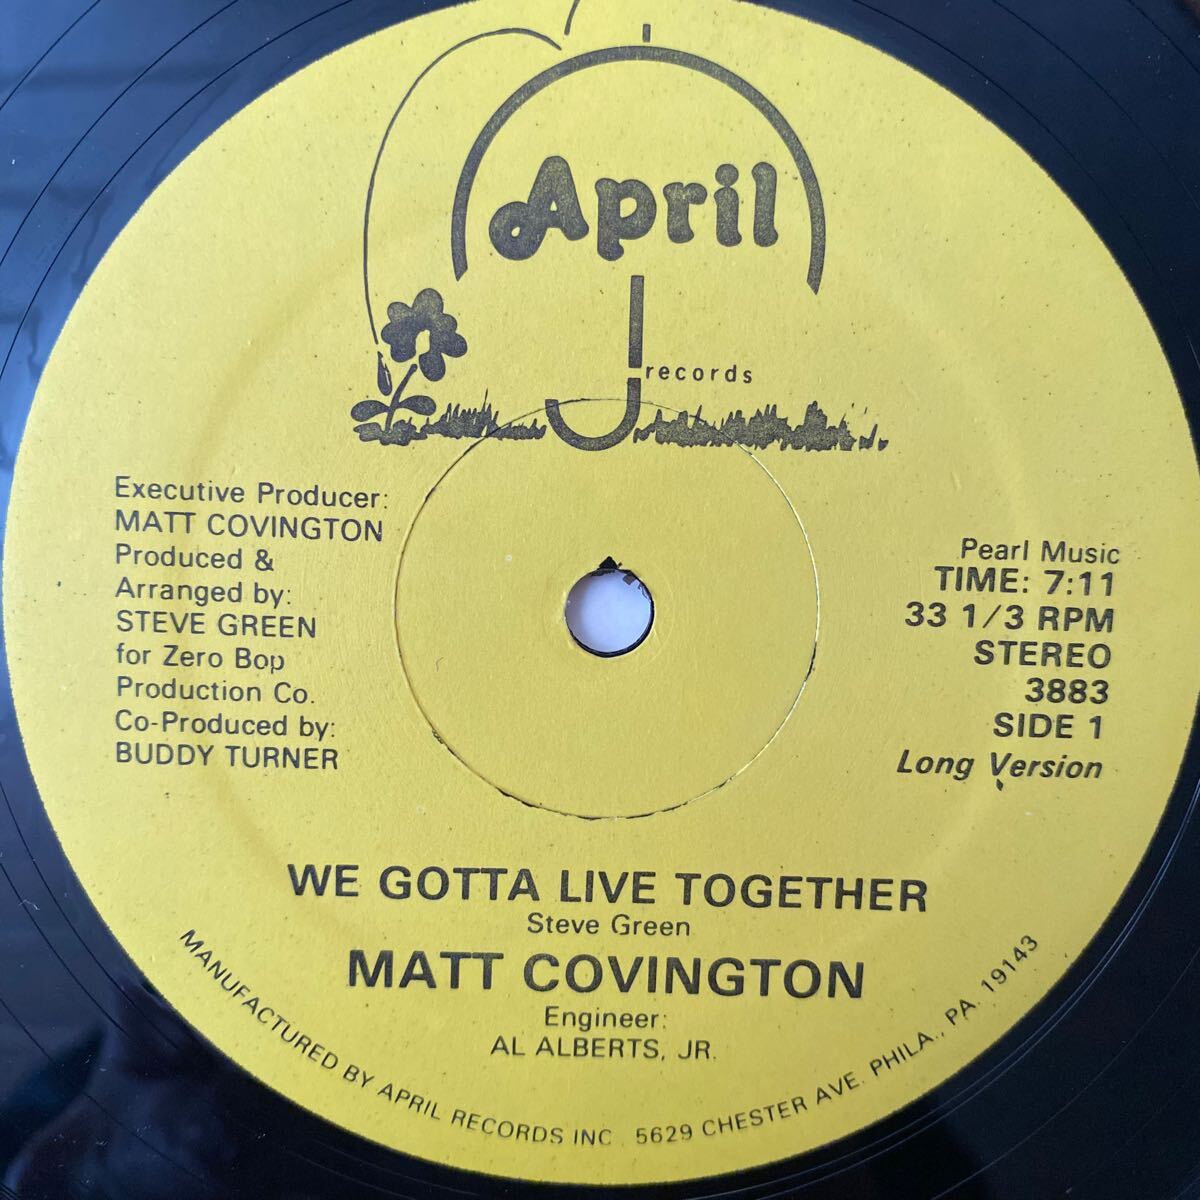 April
records
Executive Producer:
MATT COVINGTON
Produced &
Arranged by:
STEVE GREEN
for Zero Bop
Production Co.
Co-Produced by:
BUDDY TURNER
Pearl Music
TIME: 7:11
33 1/3 RPM
STEREO
3883
SIDE 1
Long Version
WE GOTTA LIVE TOGETHER
Steve Green
MATT COVINGTON
Engineer:
AL ALBERTS, JR.
MANUFACTURED BY APRIL RECORDS INC. 5629 CHESTER AVE. PHILA., PA. 19143